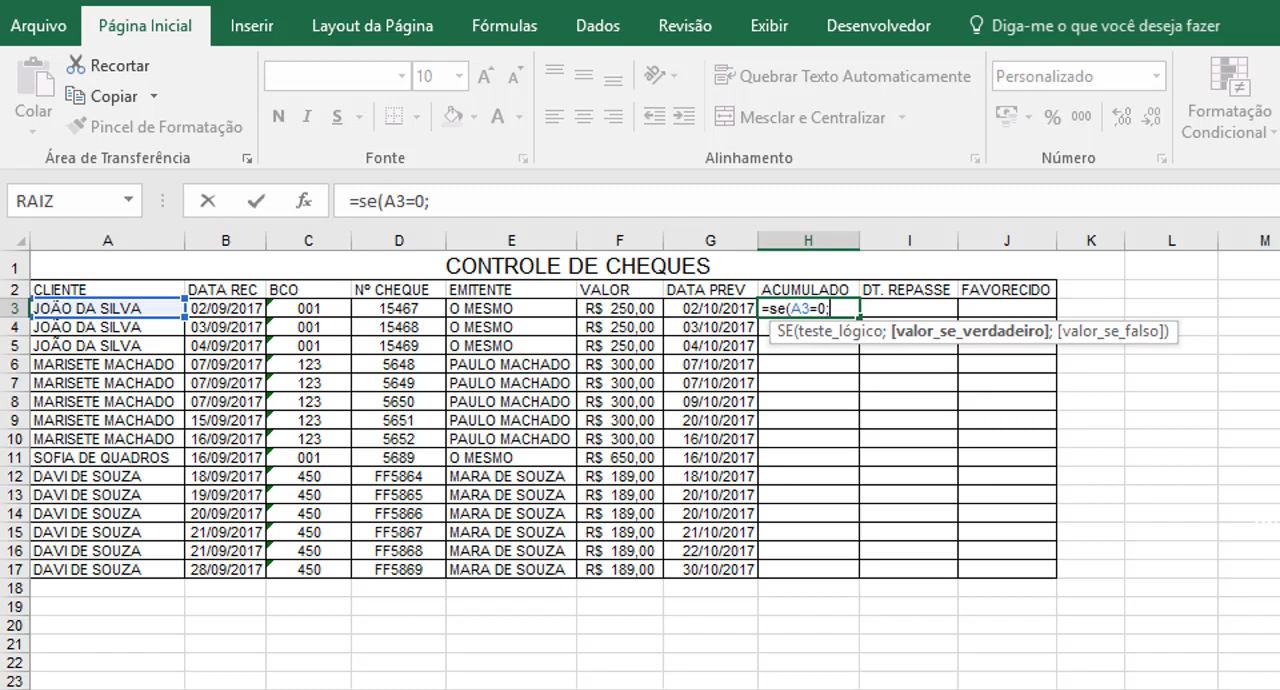 Arquivo Página Inicial Inserir Layout da Página Fórmulas Dados Revisão Exibir Desenvolvedor Diga-me o que você deseja fazer
Colar
Recortar
Copiar
Pincel de Formatação
Área de Transferência
10
N I S
Fonte
Quebrar Texto Automaticamente
Mesclar e Centralizar
Alinhamento
Personalizado
% 000
Número
Formatação
Condicional
RAIZ fx =se(A3=0;
A B C D E F G H I J K L M
1 CONTROLE DE CHEQUES
2 CLIENTE DATA REC BCO Nº CHEQUE EMITENTE VALOR DATA PREV ACUMULADO DT. REPASSE FAVORECIDO
3 JOÃO DA SILVA 02/09/2017 001 15467 O MESMO R$ 250,00 02/10/2017 =se(A3=0;
SE(teste_lógico; [valor_se_verdadeiro]; [valor_se_falso])
4 JOÃO DA SILVA 03/09/2017 001 15468 O MESMO R$ 250,00 03/10/2017
5 JOÃO DA SILVA 04/09/2017 001 15469 O MESMO R$ 250,00 04/10/2017
6 MARISETE MACHADO 07/09/2017 123 5648 PAULO MACHADO R$ 300,00 07/10/2017
7 MARISETE MACHADO 07/09/2017 123 5649 PAULO MACHADO R$ 300,00 07/10/2017
8 MARISETE MACHADO 07/09/2017 123 5650 PAULO MACHADO R$ 300,00 09/10/2017
9 MARISETE MACHADO 15/09/2017 123 5651 PAULO MACHADO R$ 300,00 20/10/2017
10 MARISETE MACHADO 16/09/2017 123 5652 PAULO MACHADO R$ 300,00 16/10/2017
11 SOFIA DE QUADROS 16/09/2017 001 5689 O MESMO R$ 650,00 16/10/2017
12 DAVI DE SOUZA 18/09/2017 450 FF5864 MARA DE SOUZA R$ 189,00 18/10/2017
13 DAVI DE SOUZA 19/09/2017 450 FF5865 MARA DE SOUZA R$ 189,00 20/10/2017
14 DAVI DE SOUZA 20/09/2017 450 FF5866 MARA DE SOUZA R$ 189,00 20/10/2017
15 DAVI DE SOUZA 21/09/2017 450 FF5867 MARA DE SOUZA R$ 189,00 21/10/2017
16 DAVI DE SOUZA 21/09/2017 450 FF5868 MARA DE SOUZA R$ 189,00 22/10/2017
17 DAVI DE SOUZA 28/09/2017 450 FF5869 MARA DE SOUZA R$ 189,00 30/10/2017
18
19
20
21
22
23